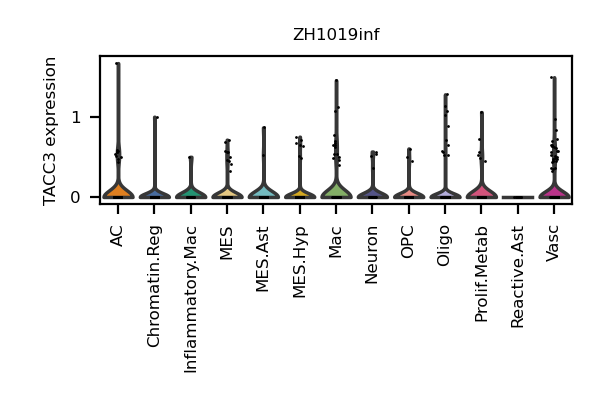 ZH1019inf
TACC3 expression
1
0
AC
Chromatin.Reg
Inflammatory.Mac
MES
MES.Ast
MES.Hyp
Mac
Neuron
OPC
Oligo
Prolif.Metab
Reactive.Ast
Vasc